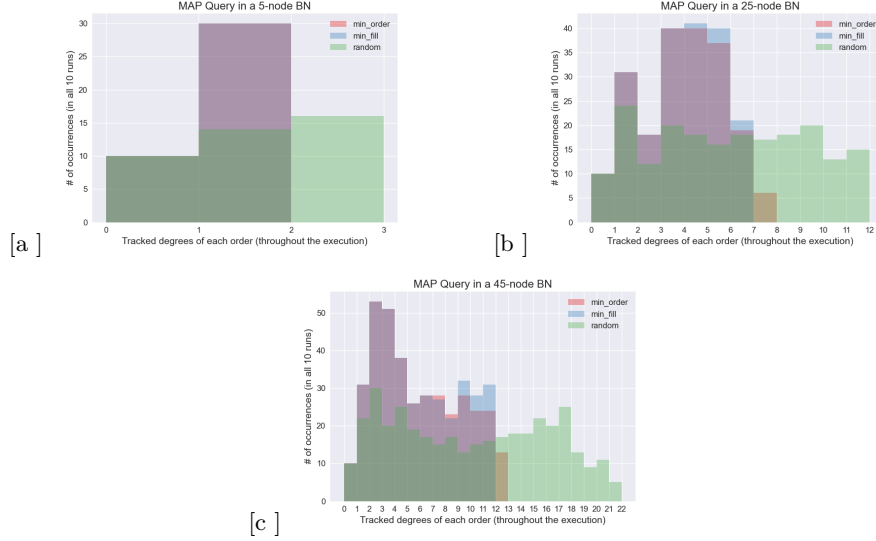 MAP Query in a 5-node BN
# of occurrences (in all 10 runs)
30
25
20
15
10
5
0
min_order
min_fill
random
0 1 2 3
Tracked degrees of each order (throughout the execution)
[a ]
MAP Query in a 25-node BN
# of occurrences (in all 10 runs)
40
35
30
25
20
15
10
5
0
min_order
min_fill
random
0 1 2 3 4 5 6 7 8 9 10 11 12
Tracked degrees of each order (throughout the execution)
[b ]
MAP Query in a 45-node BN
# of occurrences (in all 10 runs)
50
40
30
20
10
0
min_order
min_fill
random
0 1 2 3 4 5 6 7 8 9 10 11 12 13 14 15 16 17 18 19 20 21 22
Tracked degrees of each order (throughout the execution)
[c ]